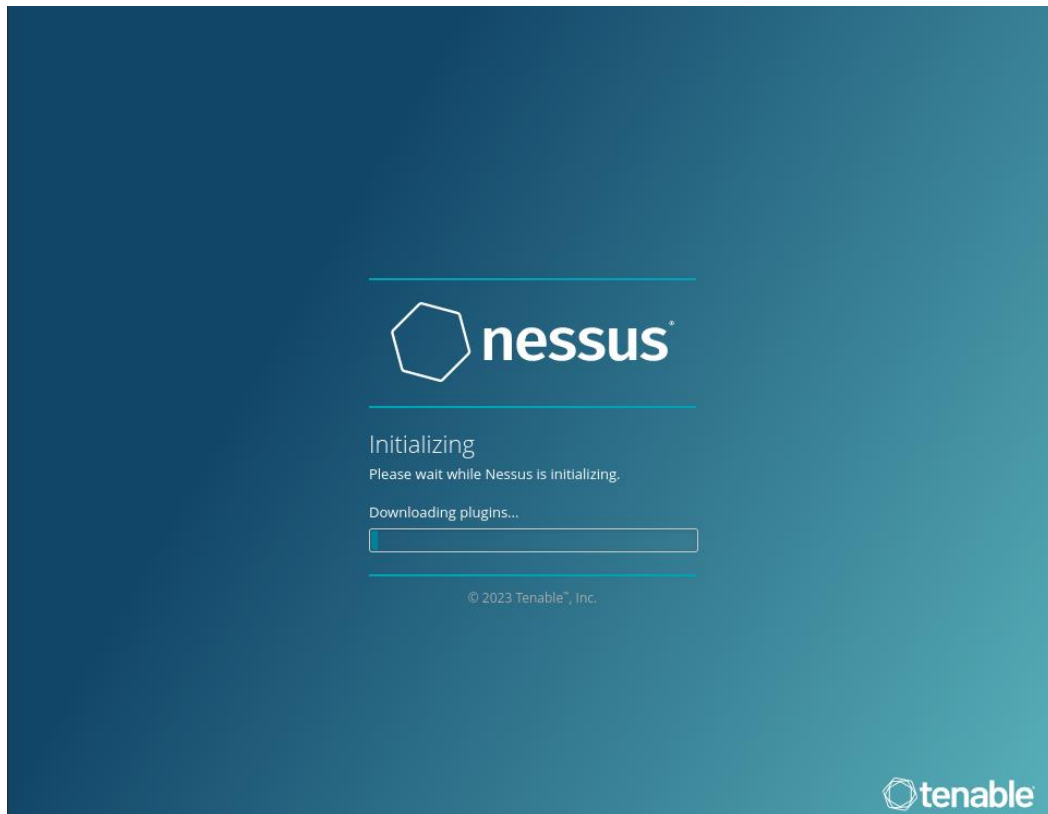 nessus®
Initializing
Please wait while Nessus is initializing.
Downloading plugins...
© 2023 Tenable™, Inc.
tenable